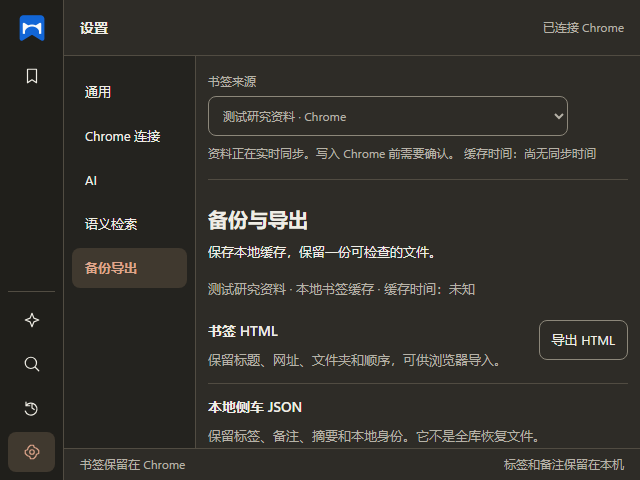 设置
已连接 Chrome
通用
Chrome 连接
AI
语义检索
备份导出
书签来源
测试研究资料 · Chrome
资料正在实时同步。写入 Chrome 前需要确认。 缓存时间：尚无同步时间
备份与导出
保存本地缓存，保留一份可检查的文件。
测试研究资料 · 本地书签缓存 · 缓存时间：未知
书签 HTML
导出 HTML
保留标题、网址、文件夹和顺序，可供浏览器导入。
本地侧车 JSON
保留标签、备注、摘要和本地身份。它不是全库恢复文件。
书签保留在 Chrome
标签和备注保留在本机